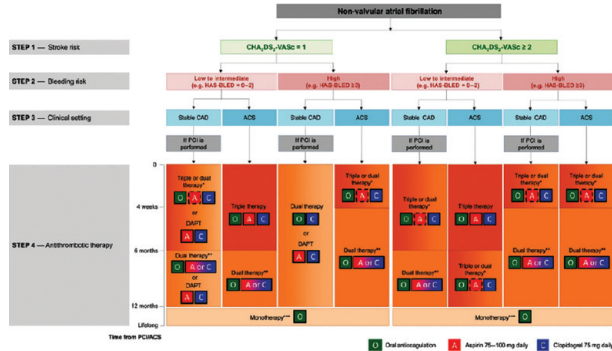 Non-valvular atrial fibrillation
STEP 1 — Stroke risk
CHA₂DS₂-VASc = 1
CHA₂DS₂-VASc ≥ 2
STEP 2 — Bleeding risk
Low to intermediate
(e.g. HAS-BLED = 0–2)
High
(e.g. HAS-BLED ≥3)
Low to intermediate
(e.g. HAS-BLED = 0–2)
High
(e.g. HAS-BLED ≥3)
STEP 3 — Clinical setting
Stable CAD
ACS
Stable CAD
ACS
Stable CAD
ACS
Stable CAD
ACS
If PCI is
performed
If PCI is
performed
If PCI is
performed
If PCI is
performed
STEP 4 — Antithrombotic therapy
0
4 weeks
6 months
12 months
Lifelong
Time from PCI/ACS
Triple or dual
therapy*
O A C
or
DAPT
A C
Dual therapy**
O A or C
or
DAPT
A C
Triple therapy
O A C
Dual therapy**
O A or C
Dual therapy
O C
or
DAPT
A C
Triple or dual
therapy*
O A C
Dual therapy**
O A or C
Triple or dual
therapy*
O A C
Dual therapy**
O A or C
Triple therapy
O A C
Triple or dual
therapy*
O A C
Triple or dual
therapy*
O A C
Dual therapy**
O A or C
Triple or dual
therapy*
O A C
Dual therapy**
O A or C
Monotherapy*** O
Monotherapy*** O
O Oral anticoagulation
A Aspirin 75–100 mg daily
C Clopidogrel 75 mg daily